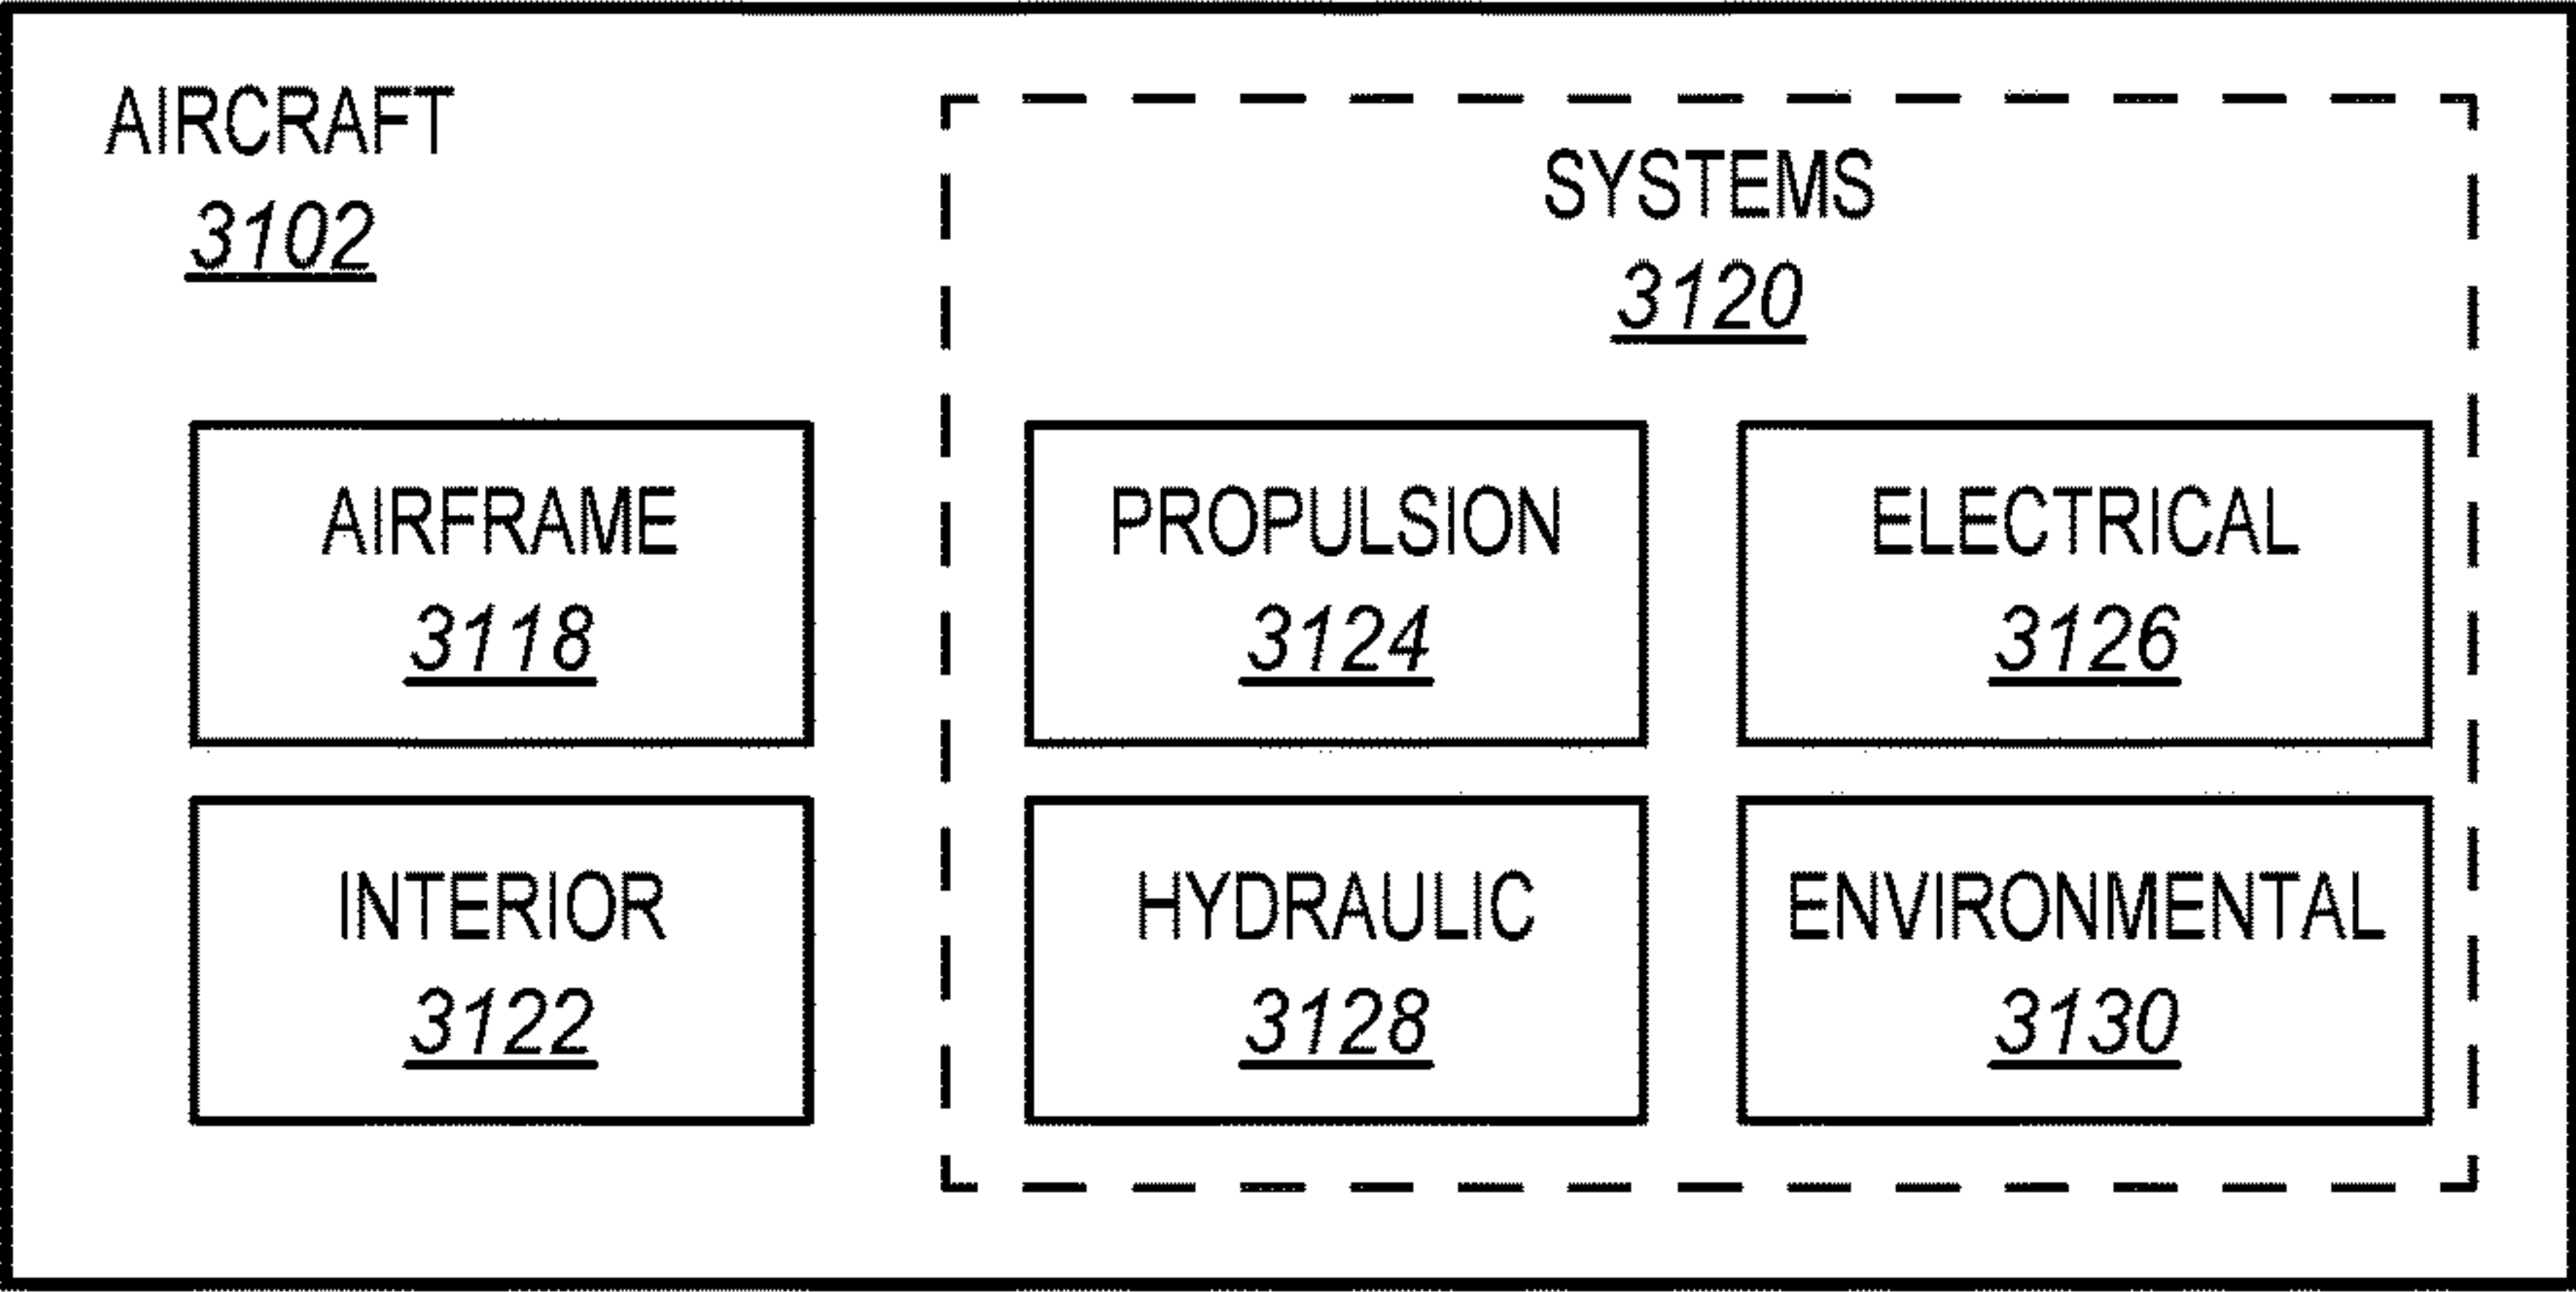 AIRCRAFT
3102
SYSTEMS
3120
AIRFRAME
3118
PROPULSION
3124
ELECTRICAL
3126
INTERIOR
3122
HYDRAULIC
3128
ENVIRONMENTAL
3130